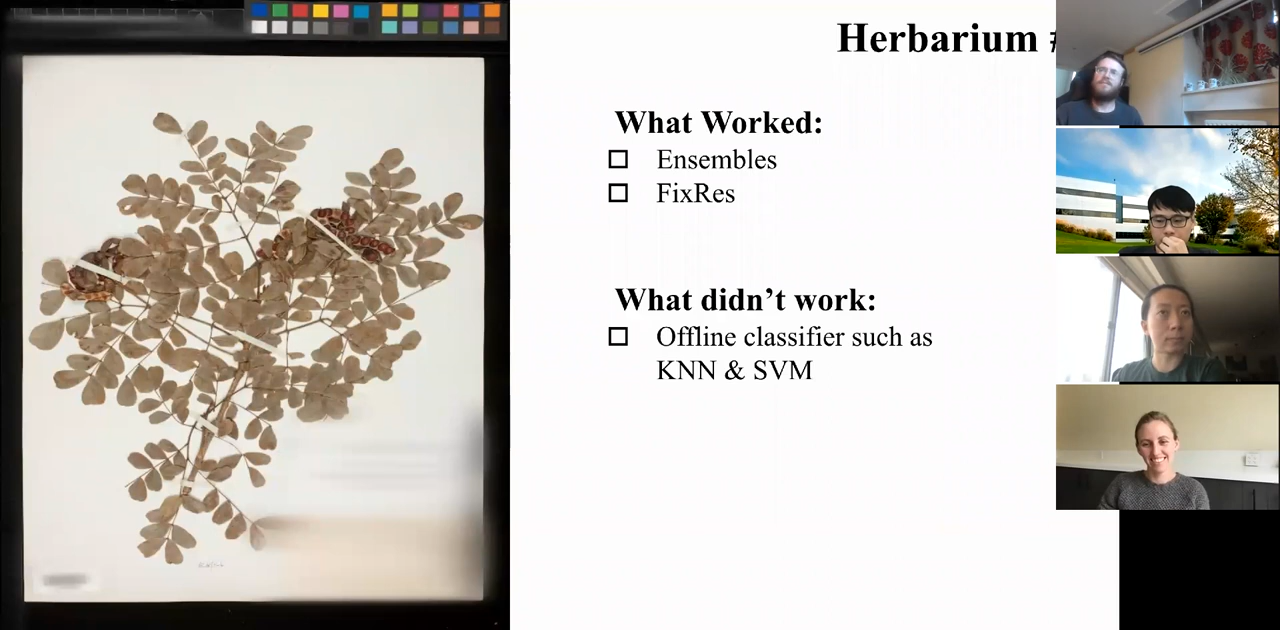 Herbarium
What Worked:
Ensembles
FixRes
What didn’t work:
Offline classifier such as
KNN & SVM